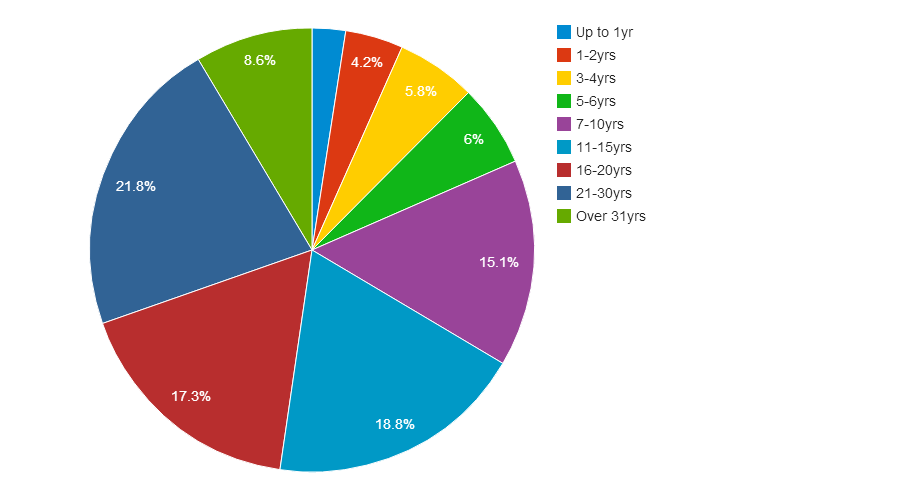 Up to 1yr
1-2yrs
3-4yrs
5-6yrs
7-10yrs
11-15yrs
16-20yrs
21-30yrs
Over 31yrs
8.6%
4.2%
5.8%
6%
21.8%
15.1%
17.3%
18.8%